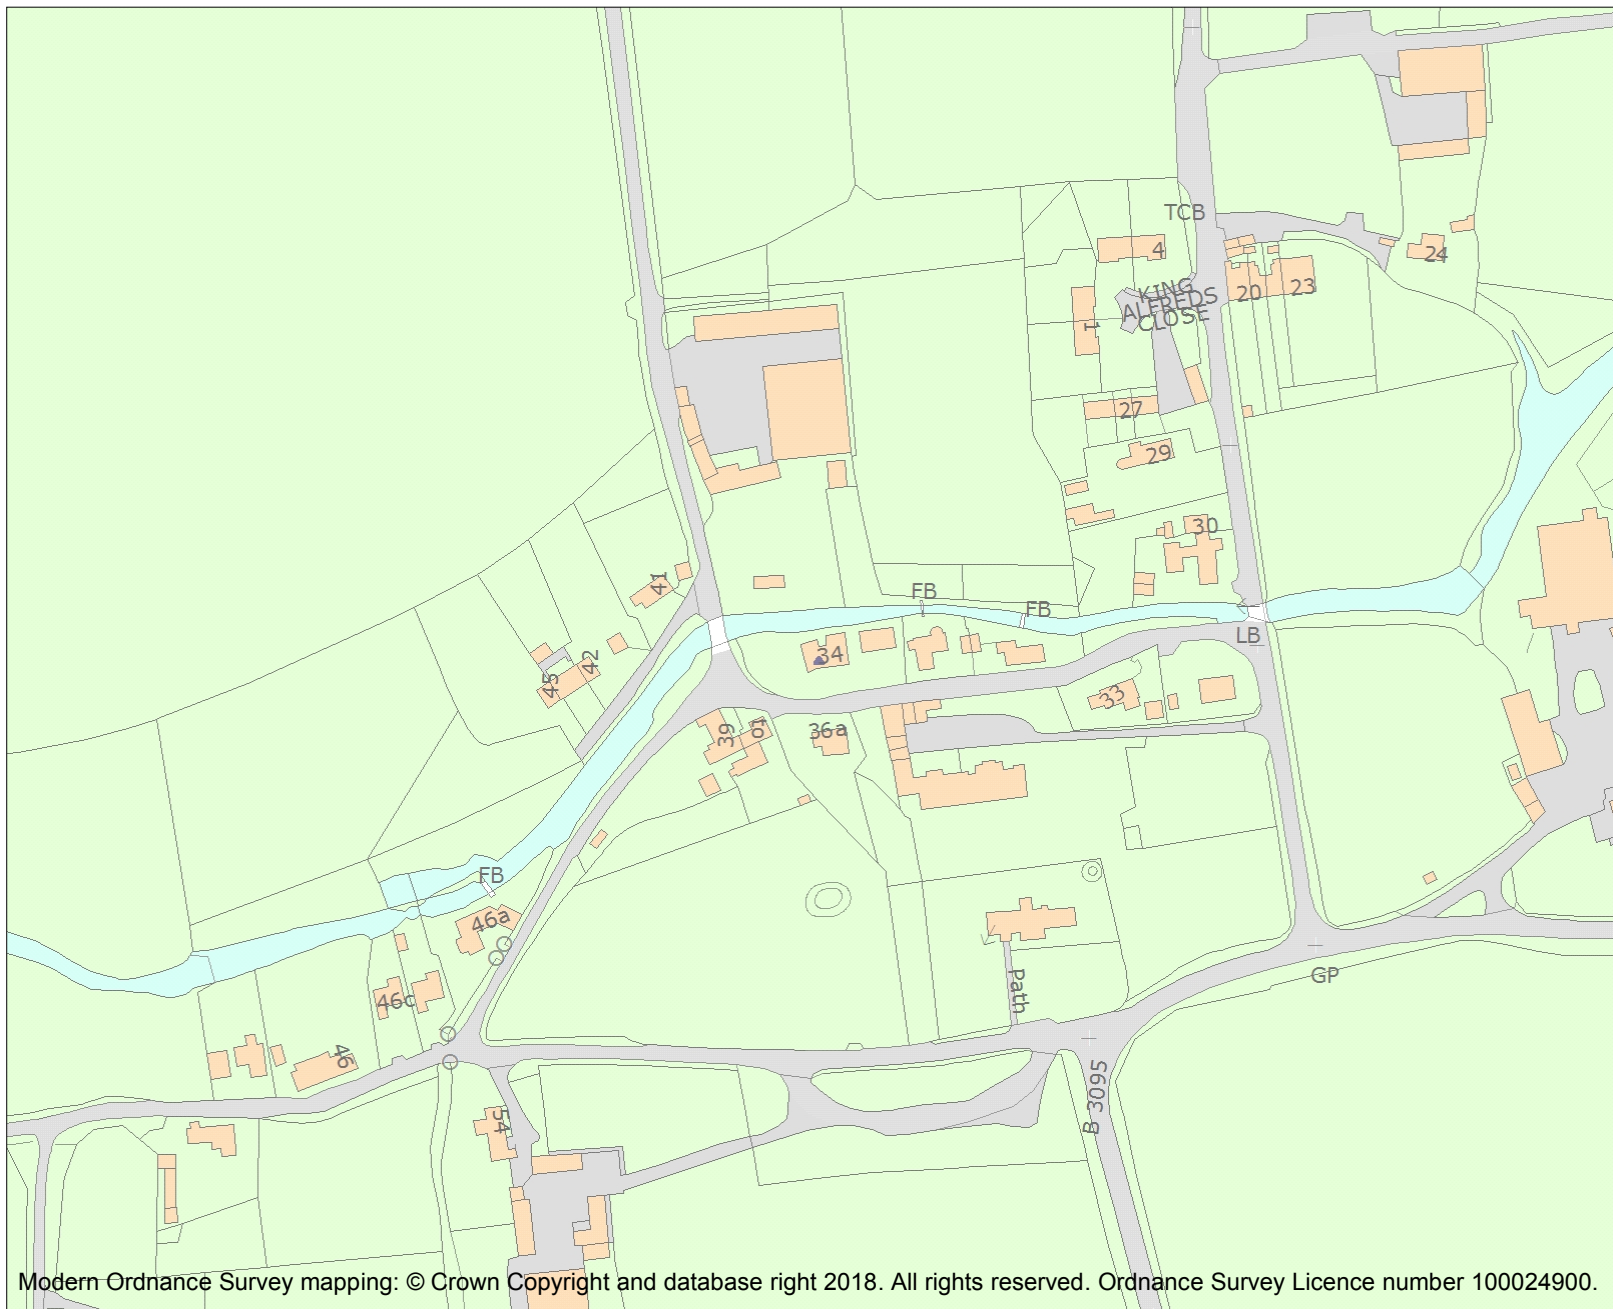 TCB
4
24
KING
ALFREDS
CLOSE
20
23
1
27
29
30
41
FB
FB
LB
42
45
34
33
39
36a
FB
46a
46c
Path
GP
46
B 3095
54
Modern Ordnance Survey mapping: © Crown Copyright and database right 2018. All rights reserved. Ordnance Survey Licence number 100024900.